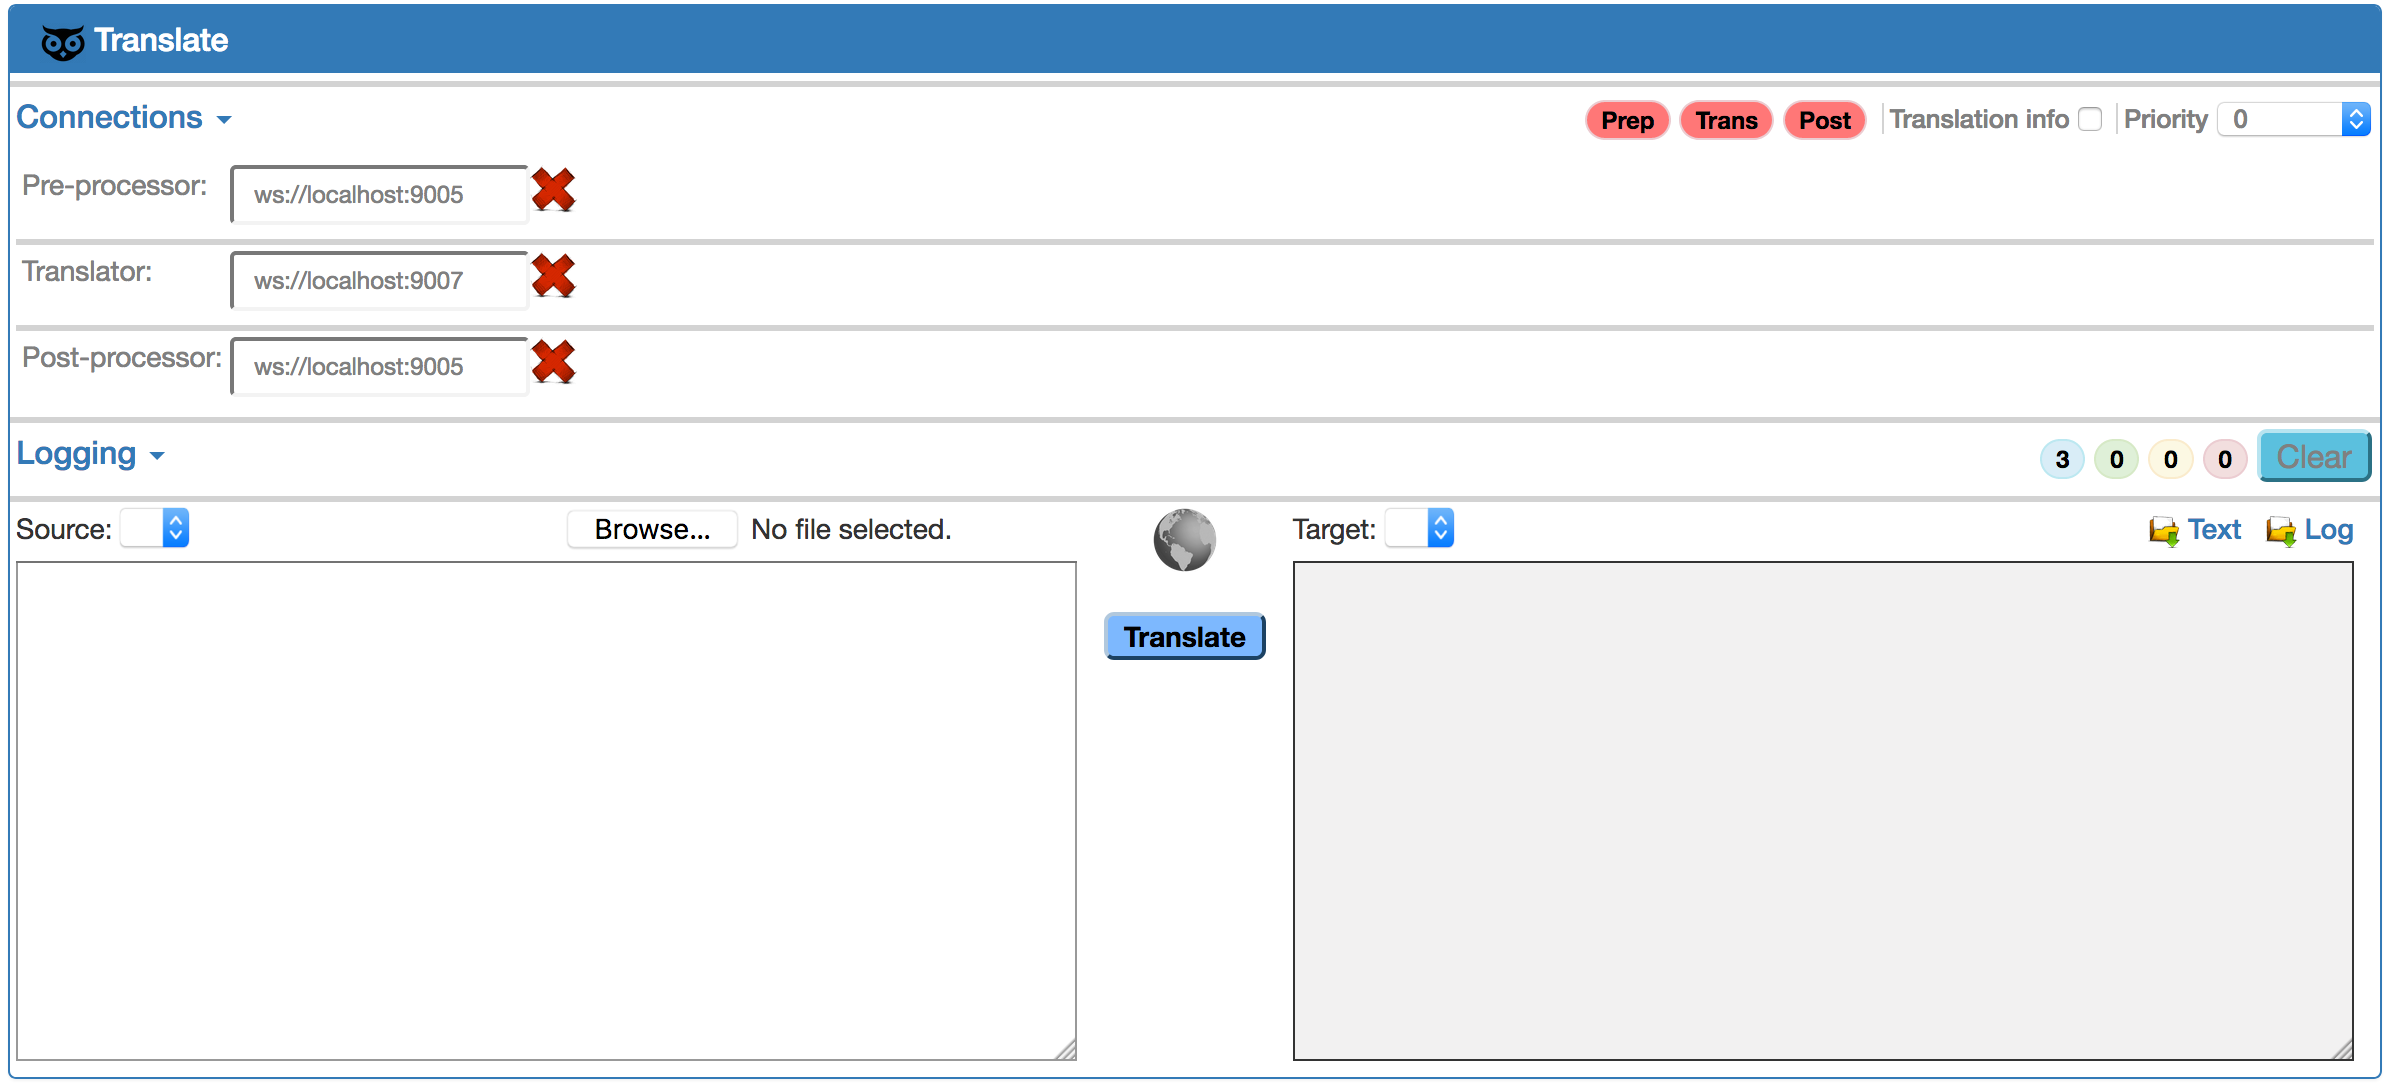 Translate
Connections
Prep Trans Post Translation info Priority 0
Pre-processor: ws://localhost:9005
Translator: ws://localhost:9007
Post-processor: ws://localhost:9005
Logging
3 0 0 0 Clear
Source: Browse... No file selected. Target: Text Log
Translate